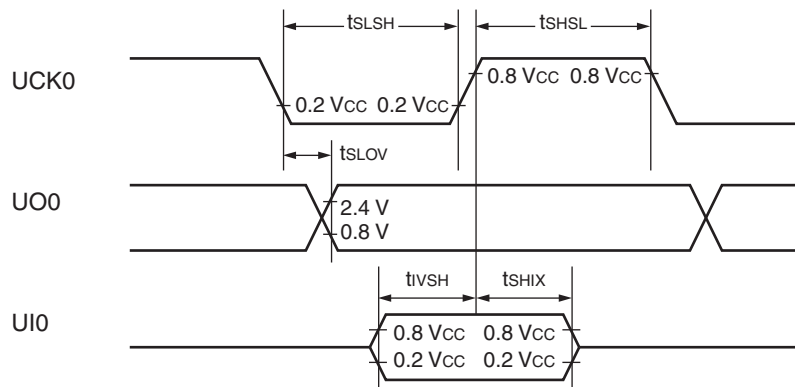 tSLSH tSHSL
UCK0
0.8 VCC 0.8 VCC
0.2 VCC 0.2 VCC
tSLOV
UO0
2.4 V
0.8 V
tIVSH tSHIX
UI0
0.8 VCC 0.8 VCC
0.2 VCC 0.2 VCC